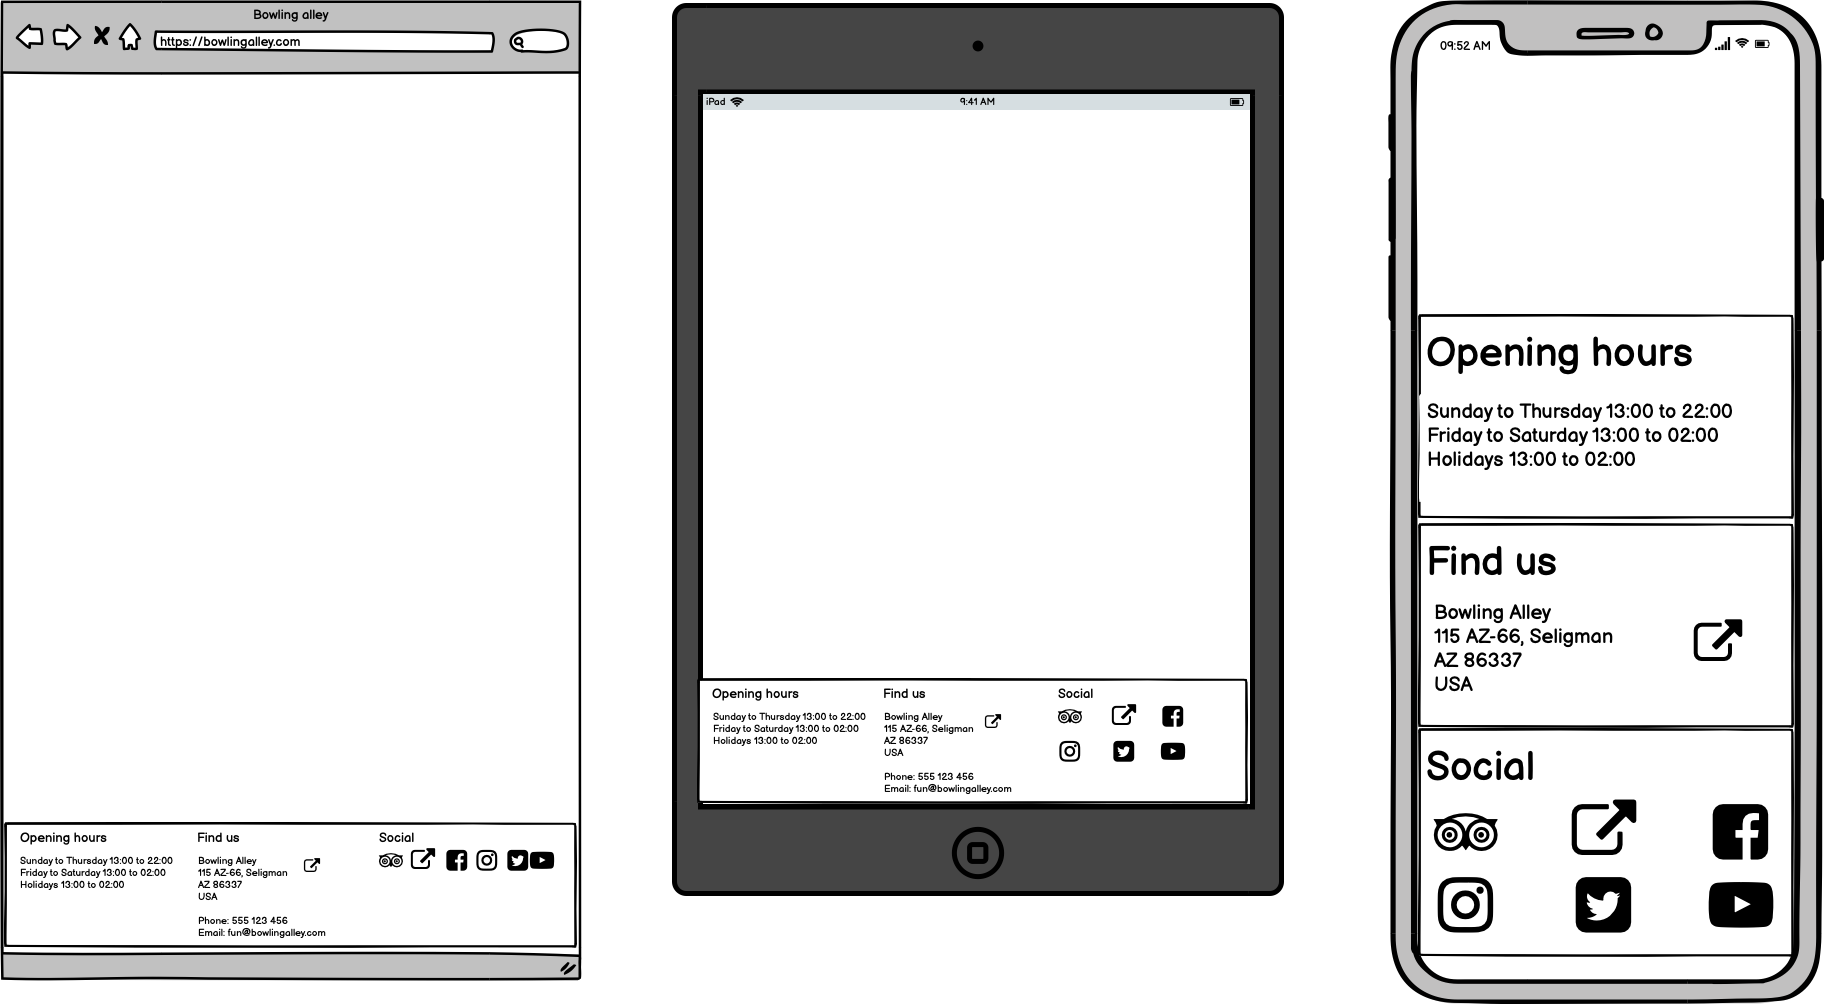 Bowling alley
https://bowlingalley.com
Opening hours
Sunday to Thursday 13:00 to 22:00
Friday to Saturday 13:00 to 02:00
Holidays 13:00 to 02:00
Find us
Bowling Alley
115 AZ-66, Seligman
AZ 86337
USA
Phone: 555 123 456
Email: fun@bowlingalley.com
Social
iPad
9:41 AM
Opening hours
Sunday to Thursday 13:00 to 22:00
Friday to Saturday 13:00 to 02:00
Holidays 13:00 to 02:00
Find us
Bowling Alley
115 AZ-66, Seligman
AZ 86337
USA
Phone: 555 123 456
Email: fun@bowlingalley.com
Social
09:52 AM
Opening hours
Sunday to Thursday 13:00 to 22:00
Friday to Saturday 13:00 to 02:00
Holidays 13:00 to 02:00
Find us
Bowling Alley
115 AZ-66, Seligman
AZ 86337
USA
Social